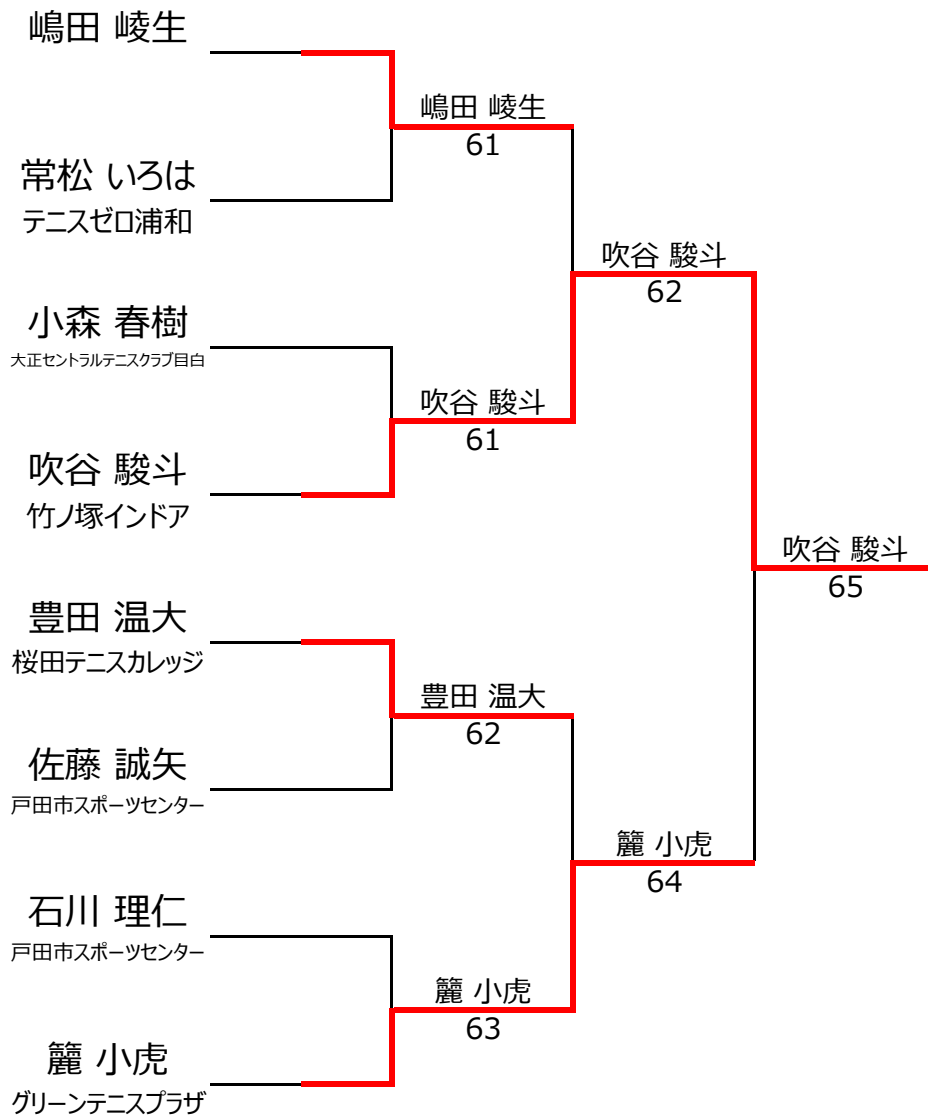 嶋田 崚生
嶋田 崚生
61
常松 いろは
テニスゼロ浦和
吹谷 駿斗
62
小森 春樹
大正セントラルテニスクラブ目白
吹谷 駿斗
61
吹谷 駿斗
竹ノ塚インドア
吹谷 駿斗
65
豊田 温大
桜田テニスカレッジ
豊田 温大
62
佐藤 誠矢
戸田市スポーツセンター
麓 小虎
64
石川 理仁
戸田市スポーツセンター
麓 小虎
63
麓 小虎
グリーンテニスプラザ